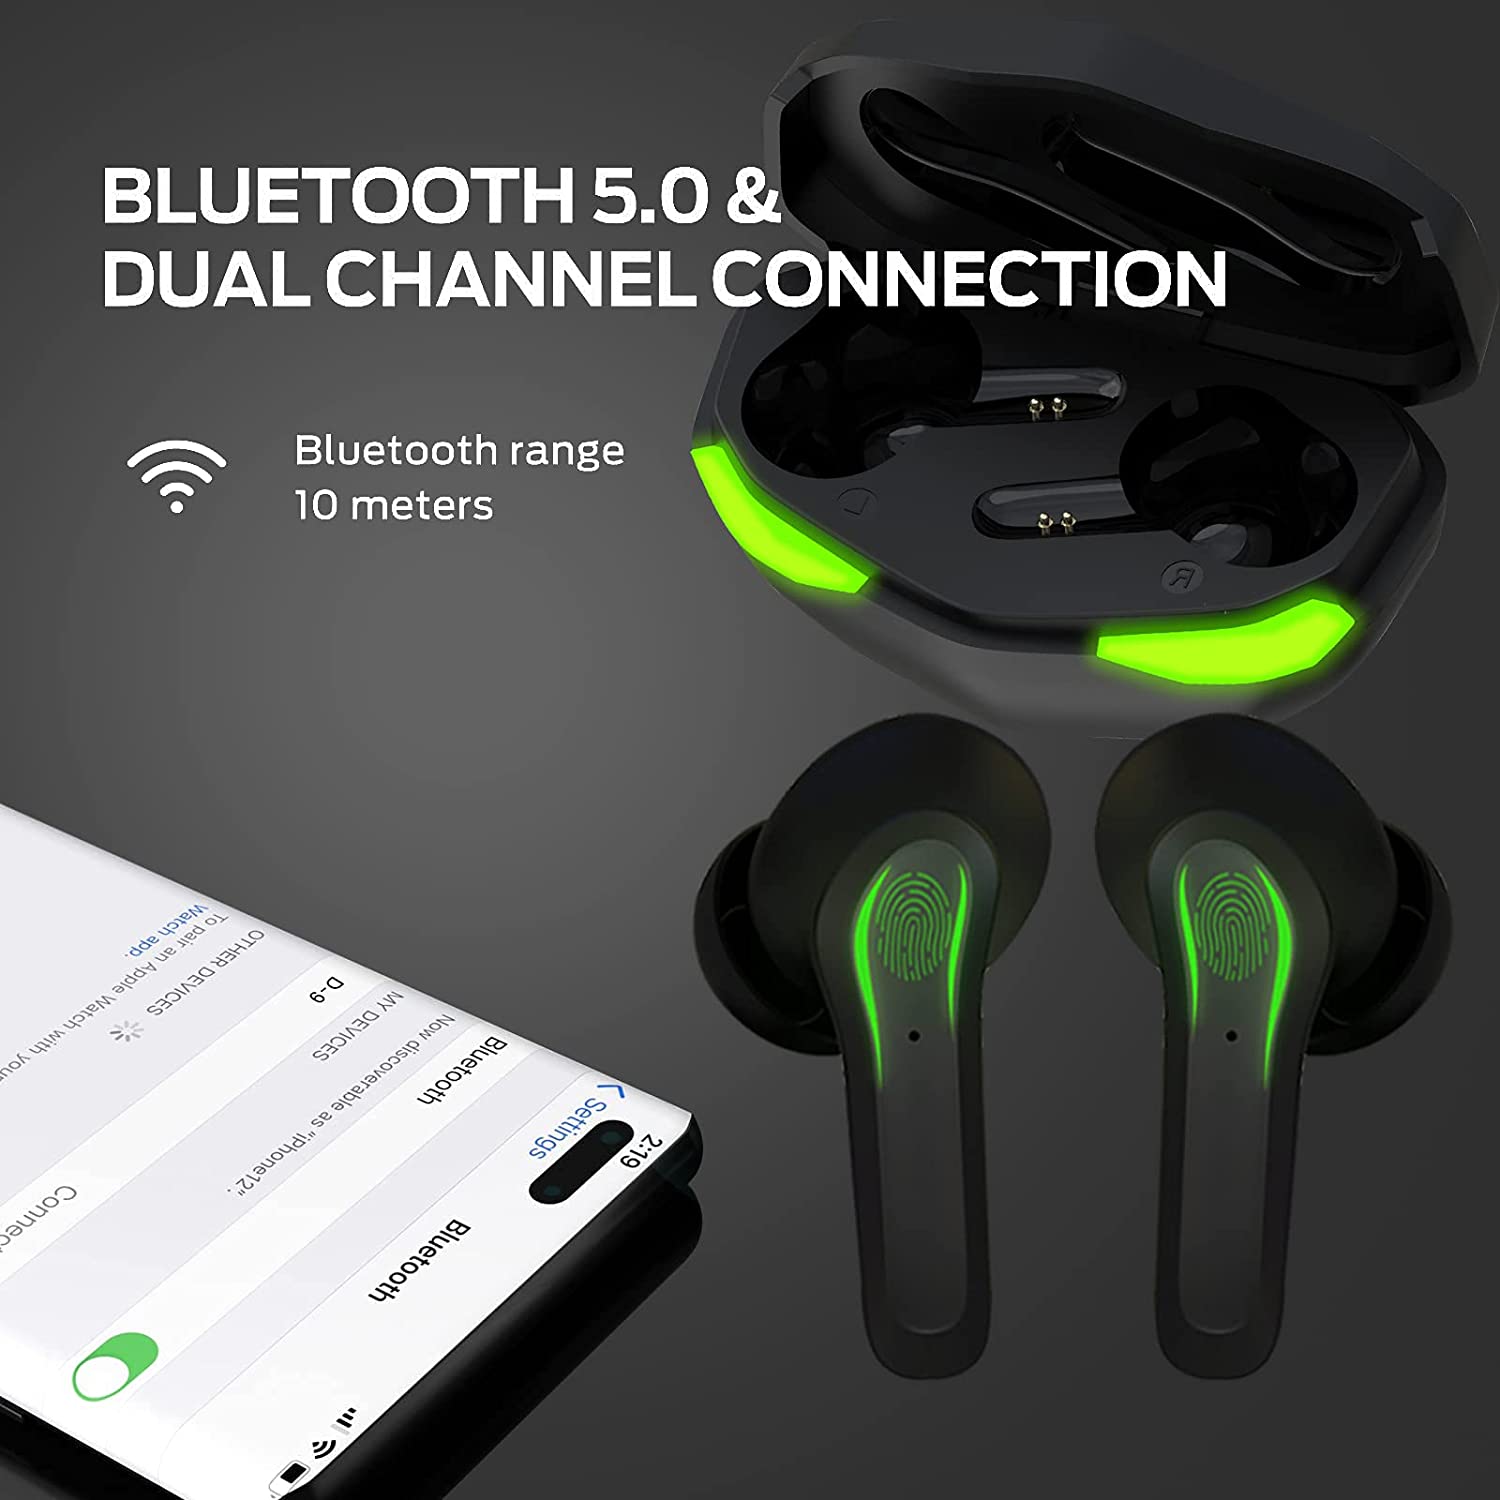 BLUETOOTH 5.0 &
DUAL CHANNEL CONNECTION
Bluetooth range
10 meters
L
R
2:19
Settings
Bluetooth
Bluetooth
Now discoverable as "iPhone12".
MY DEVICES
D-9
Connec
OTHER DEVICES
To pair an Apple Watch with your
Watch app.